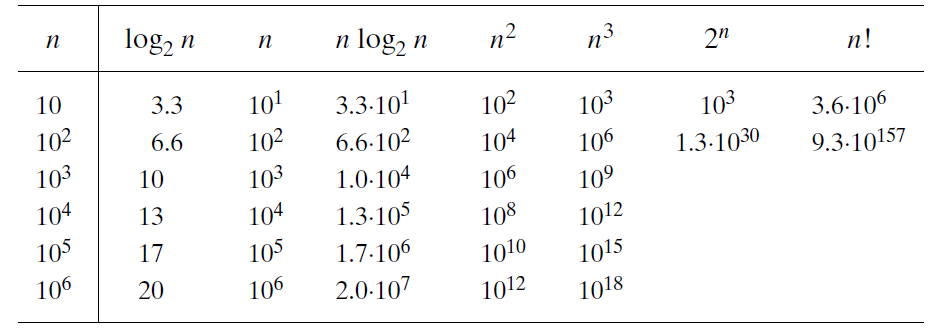 n log₂ n n n log₂ n n² n³ 2ⁿ n!
10 3.3 10¹ 3.3·10¹ 10² 10³ 10³ 3.6·10⁶
10² 6.6 10² 6.6·10² 10⁴ 10⁶ 1.3·10³⁰ 9.3·10¹⁵⁷
10³ 10 10³ 1.0·10⁴ 10⁶ 10⁹
10⁴ 13 10⁴ 1.3·10⁵ 10⁸ 10¹²
10⁵ 17 10⁵ 1.7·10⁶ 10¹⁰ 10¹⁵
10⁶ 20 10⁶ 2.0·10⁷ 10¹² 10¹⁸